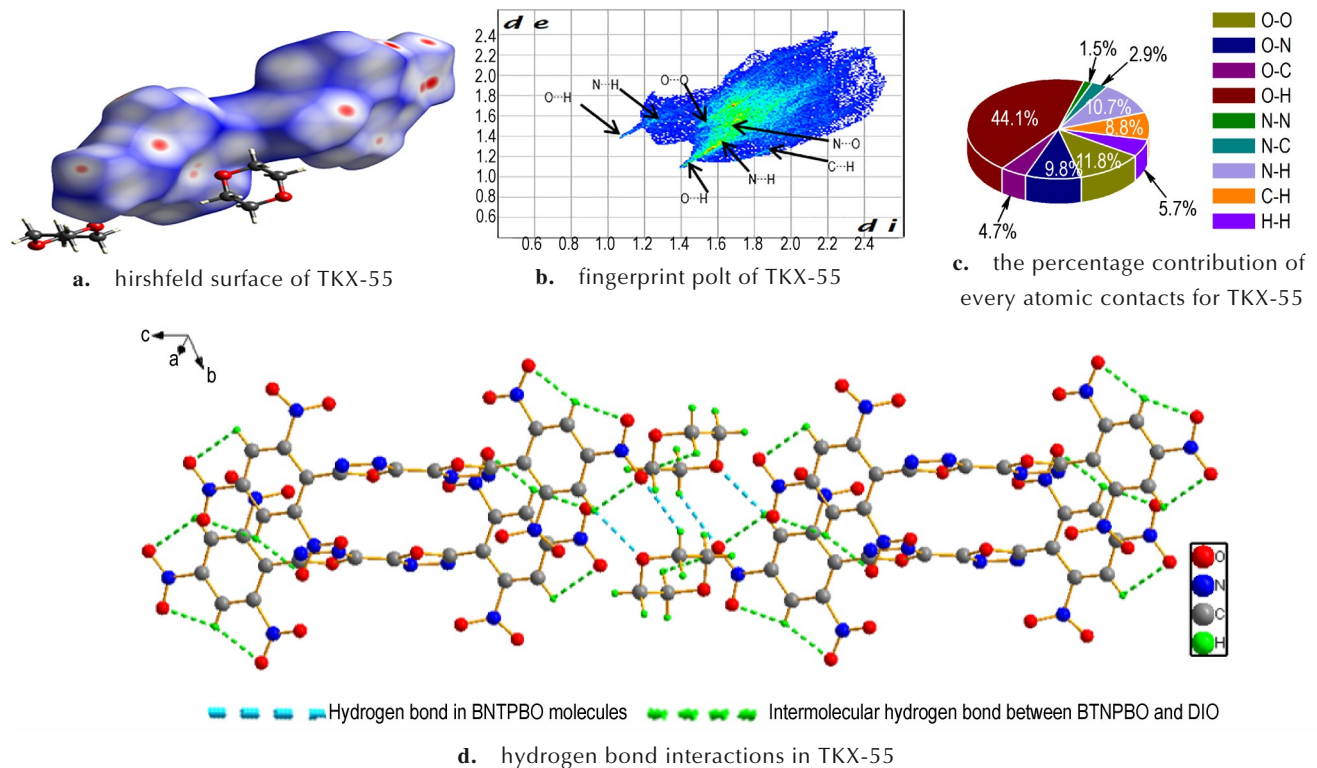 d e
2.4
2.2
2.0
1.8
1.6
1.4
1.2
1.0
0.8
0.6
0.6 0.8 1.0 1.2 1.4 1.6 1.8 2.0 2.2 2.4
d i
O···H
N···H
O···O
N···O
C···H
N···H
O···H
1.5%
2.9%
10.7%
8.8%
5.7%
11.8%
9.8%
4.7%
44.1%
O-O
O-N
O-C
O-H
N-N
N-C
N-H
C-H
H-H
a. hirshfeld surface of TKX-55
b. fingerprint polt of TKX-55
c. the percentage contribution of
every atomic contacts for TKX-55
c
a
b
O
N
C
H
Hydrogen bond in BNTPBO molecules
Intermolecular hydrogen bond between BTNPBO and DIO
d. hydrogen bond interactions in TKX-55